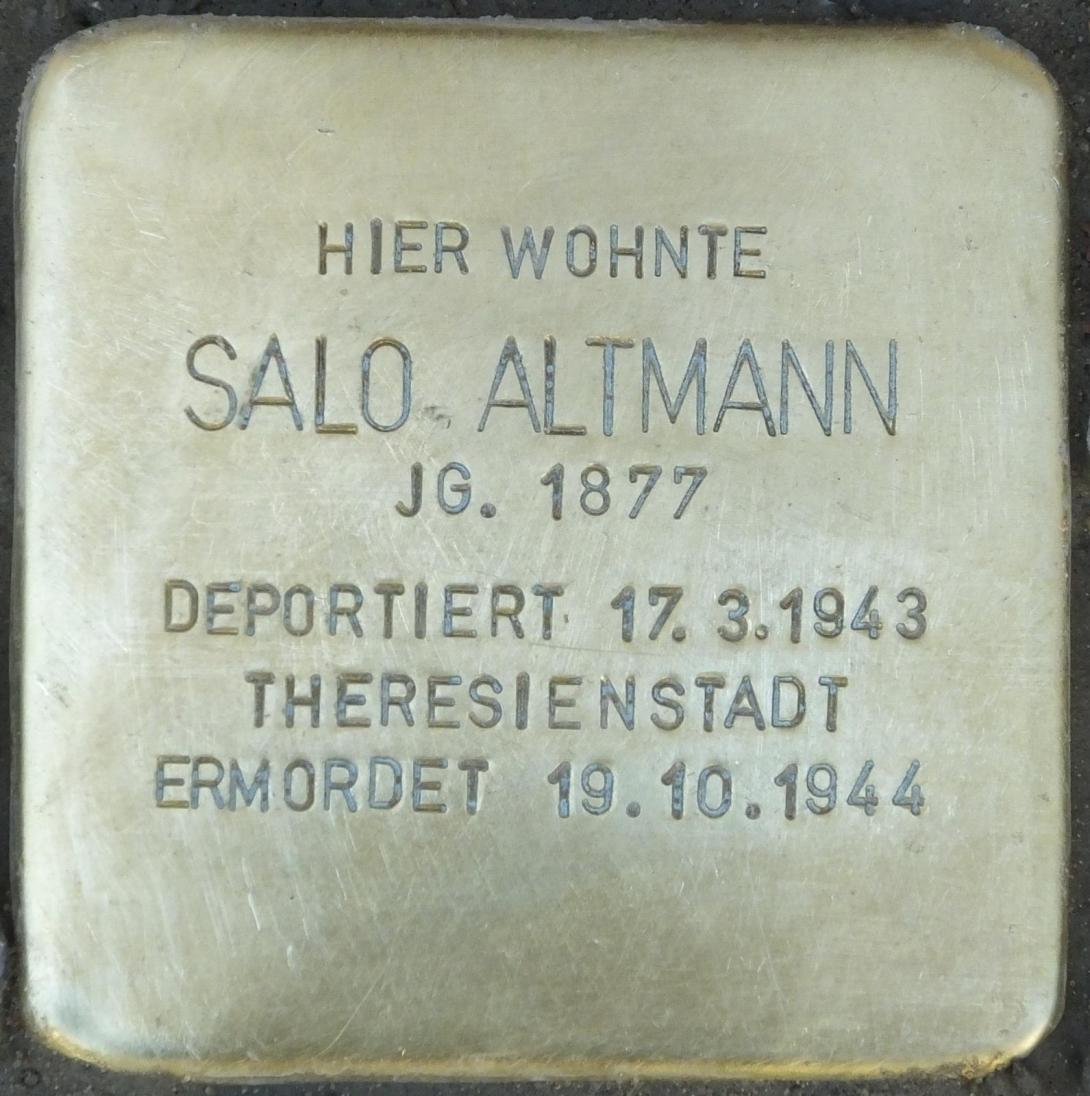 HIER WOHNTE
SALO ALTMANN
JG. 1877
DEPORTIERT 17. 3.1943
THERESIENSTADT
ERMORDET 19.10.1944